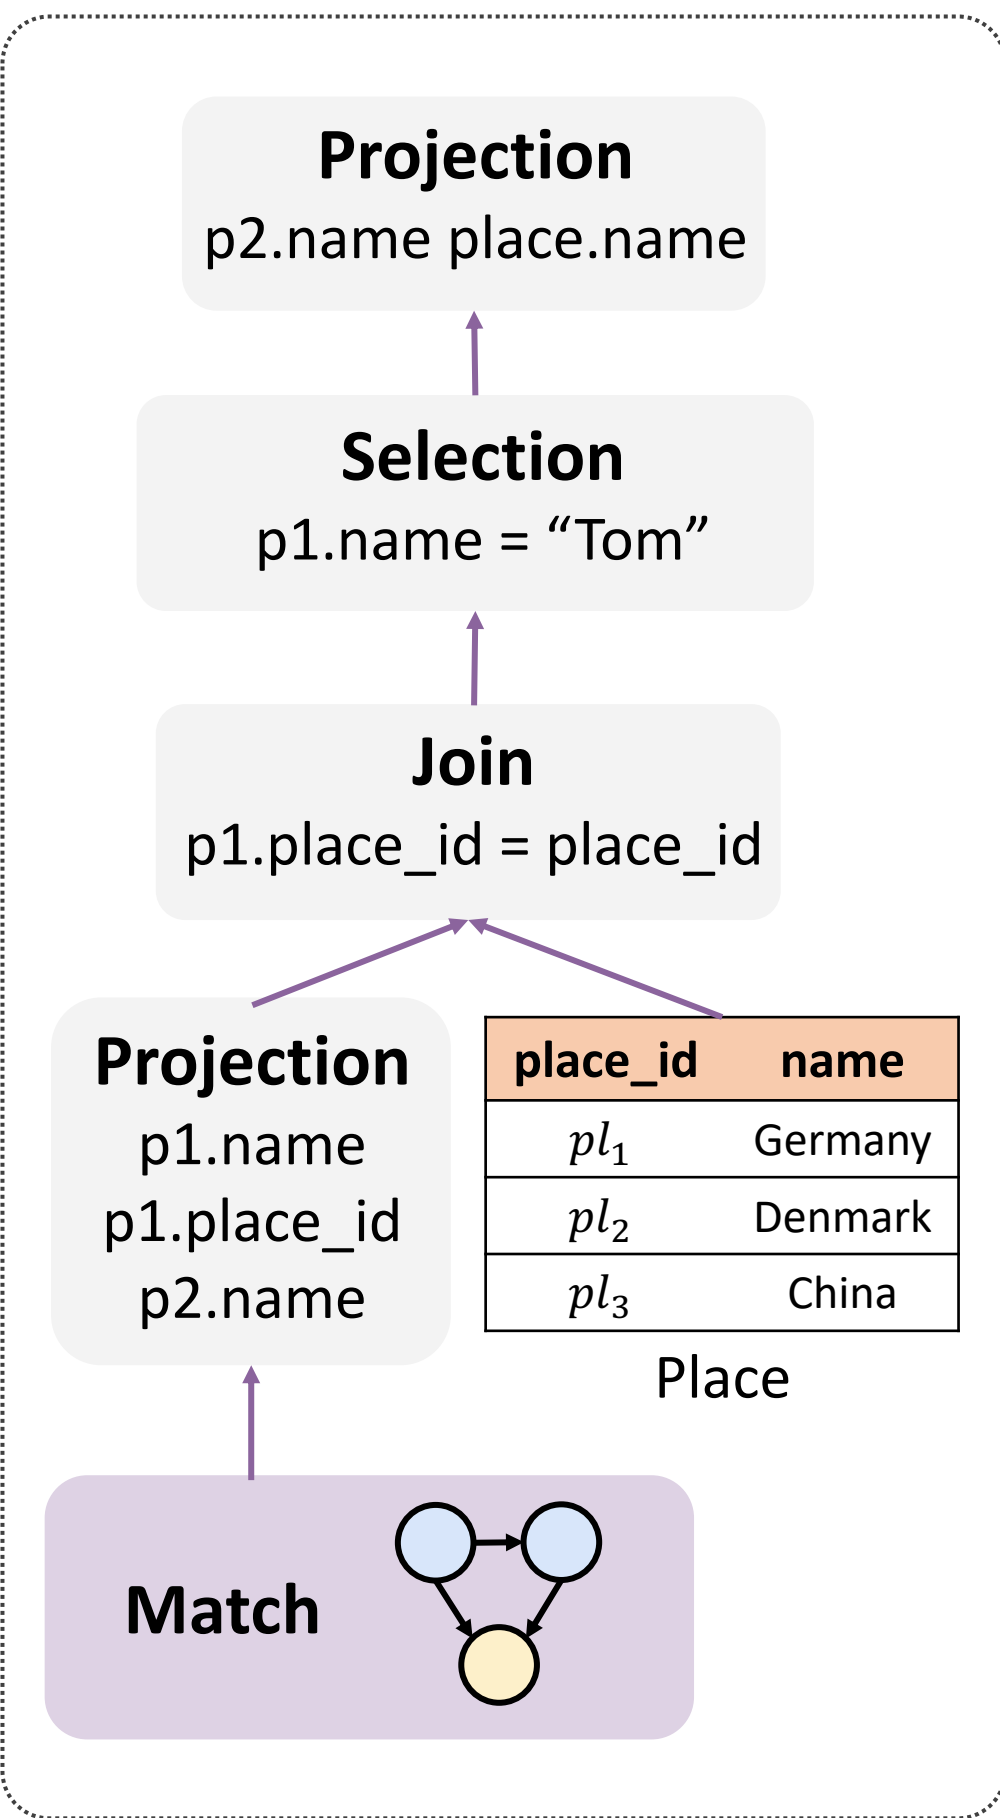 Projection
p2.name place.name
Selection
p1.name = “Tom”
Join
p1.place_id = place_id
Projection
p1.name
p1.place_id
p2.name
place_id name
pl₁ Germany
pl₂ Denmark
pl₃ China
Place
Match